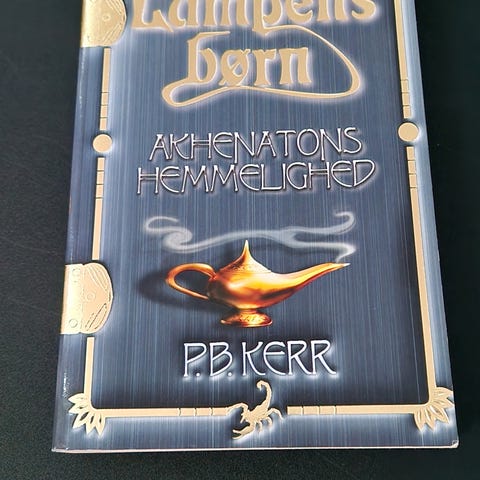 Lampens
børn
AKHENATONS
HEMMELIGHED
P.B. KERR